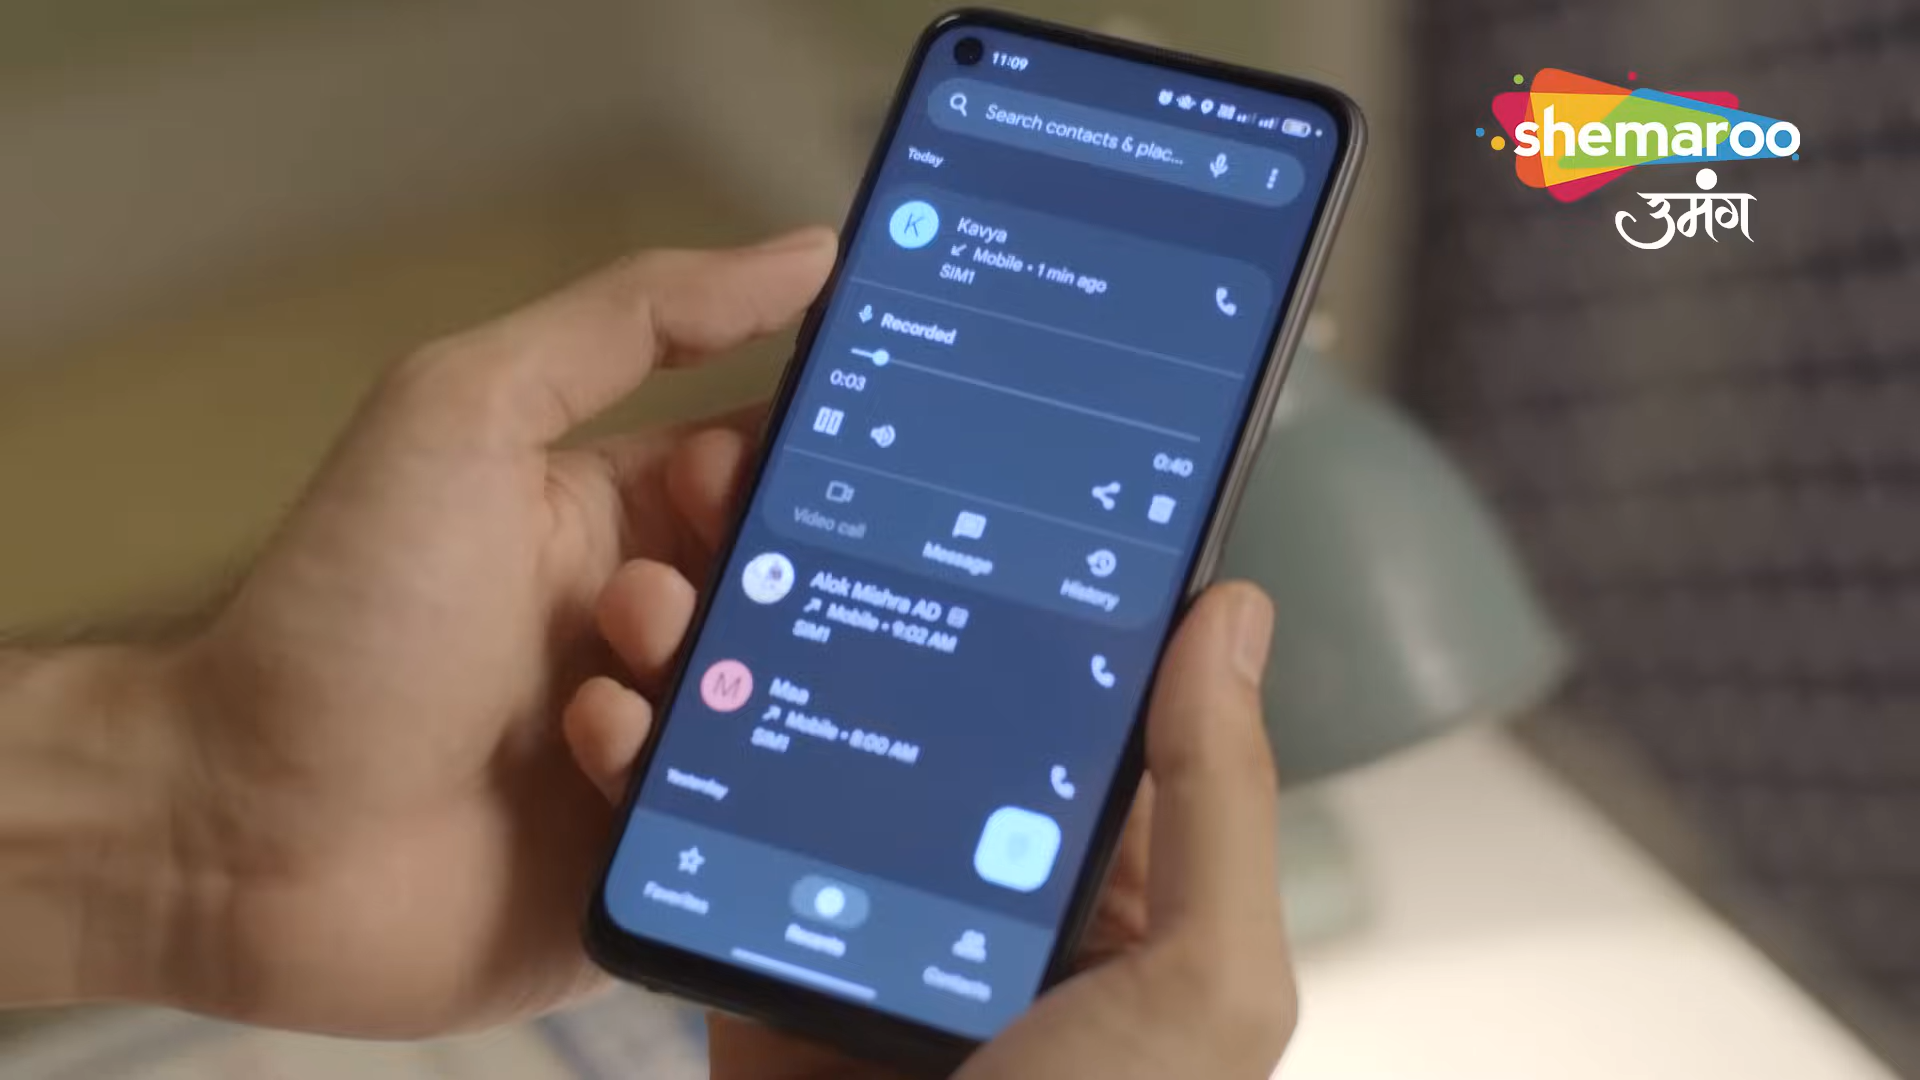 11:09
Search contacts & plac...
Today
K
Kavya
Mobile • 1 min ago
SIM1
Recorded
0:03
0:40
Video call
Message
History
Alok Mishra AD
Mobile • 9:02 AM
SIM1
M
Maa
Mobile • 8:00 AM
SIM1
Yesterday
Favorites
Recents
Contacts
shemaroo
उमंग